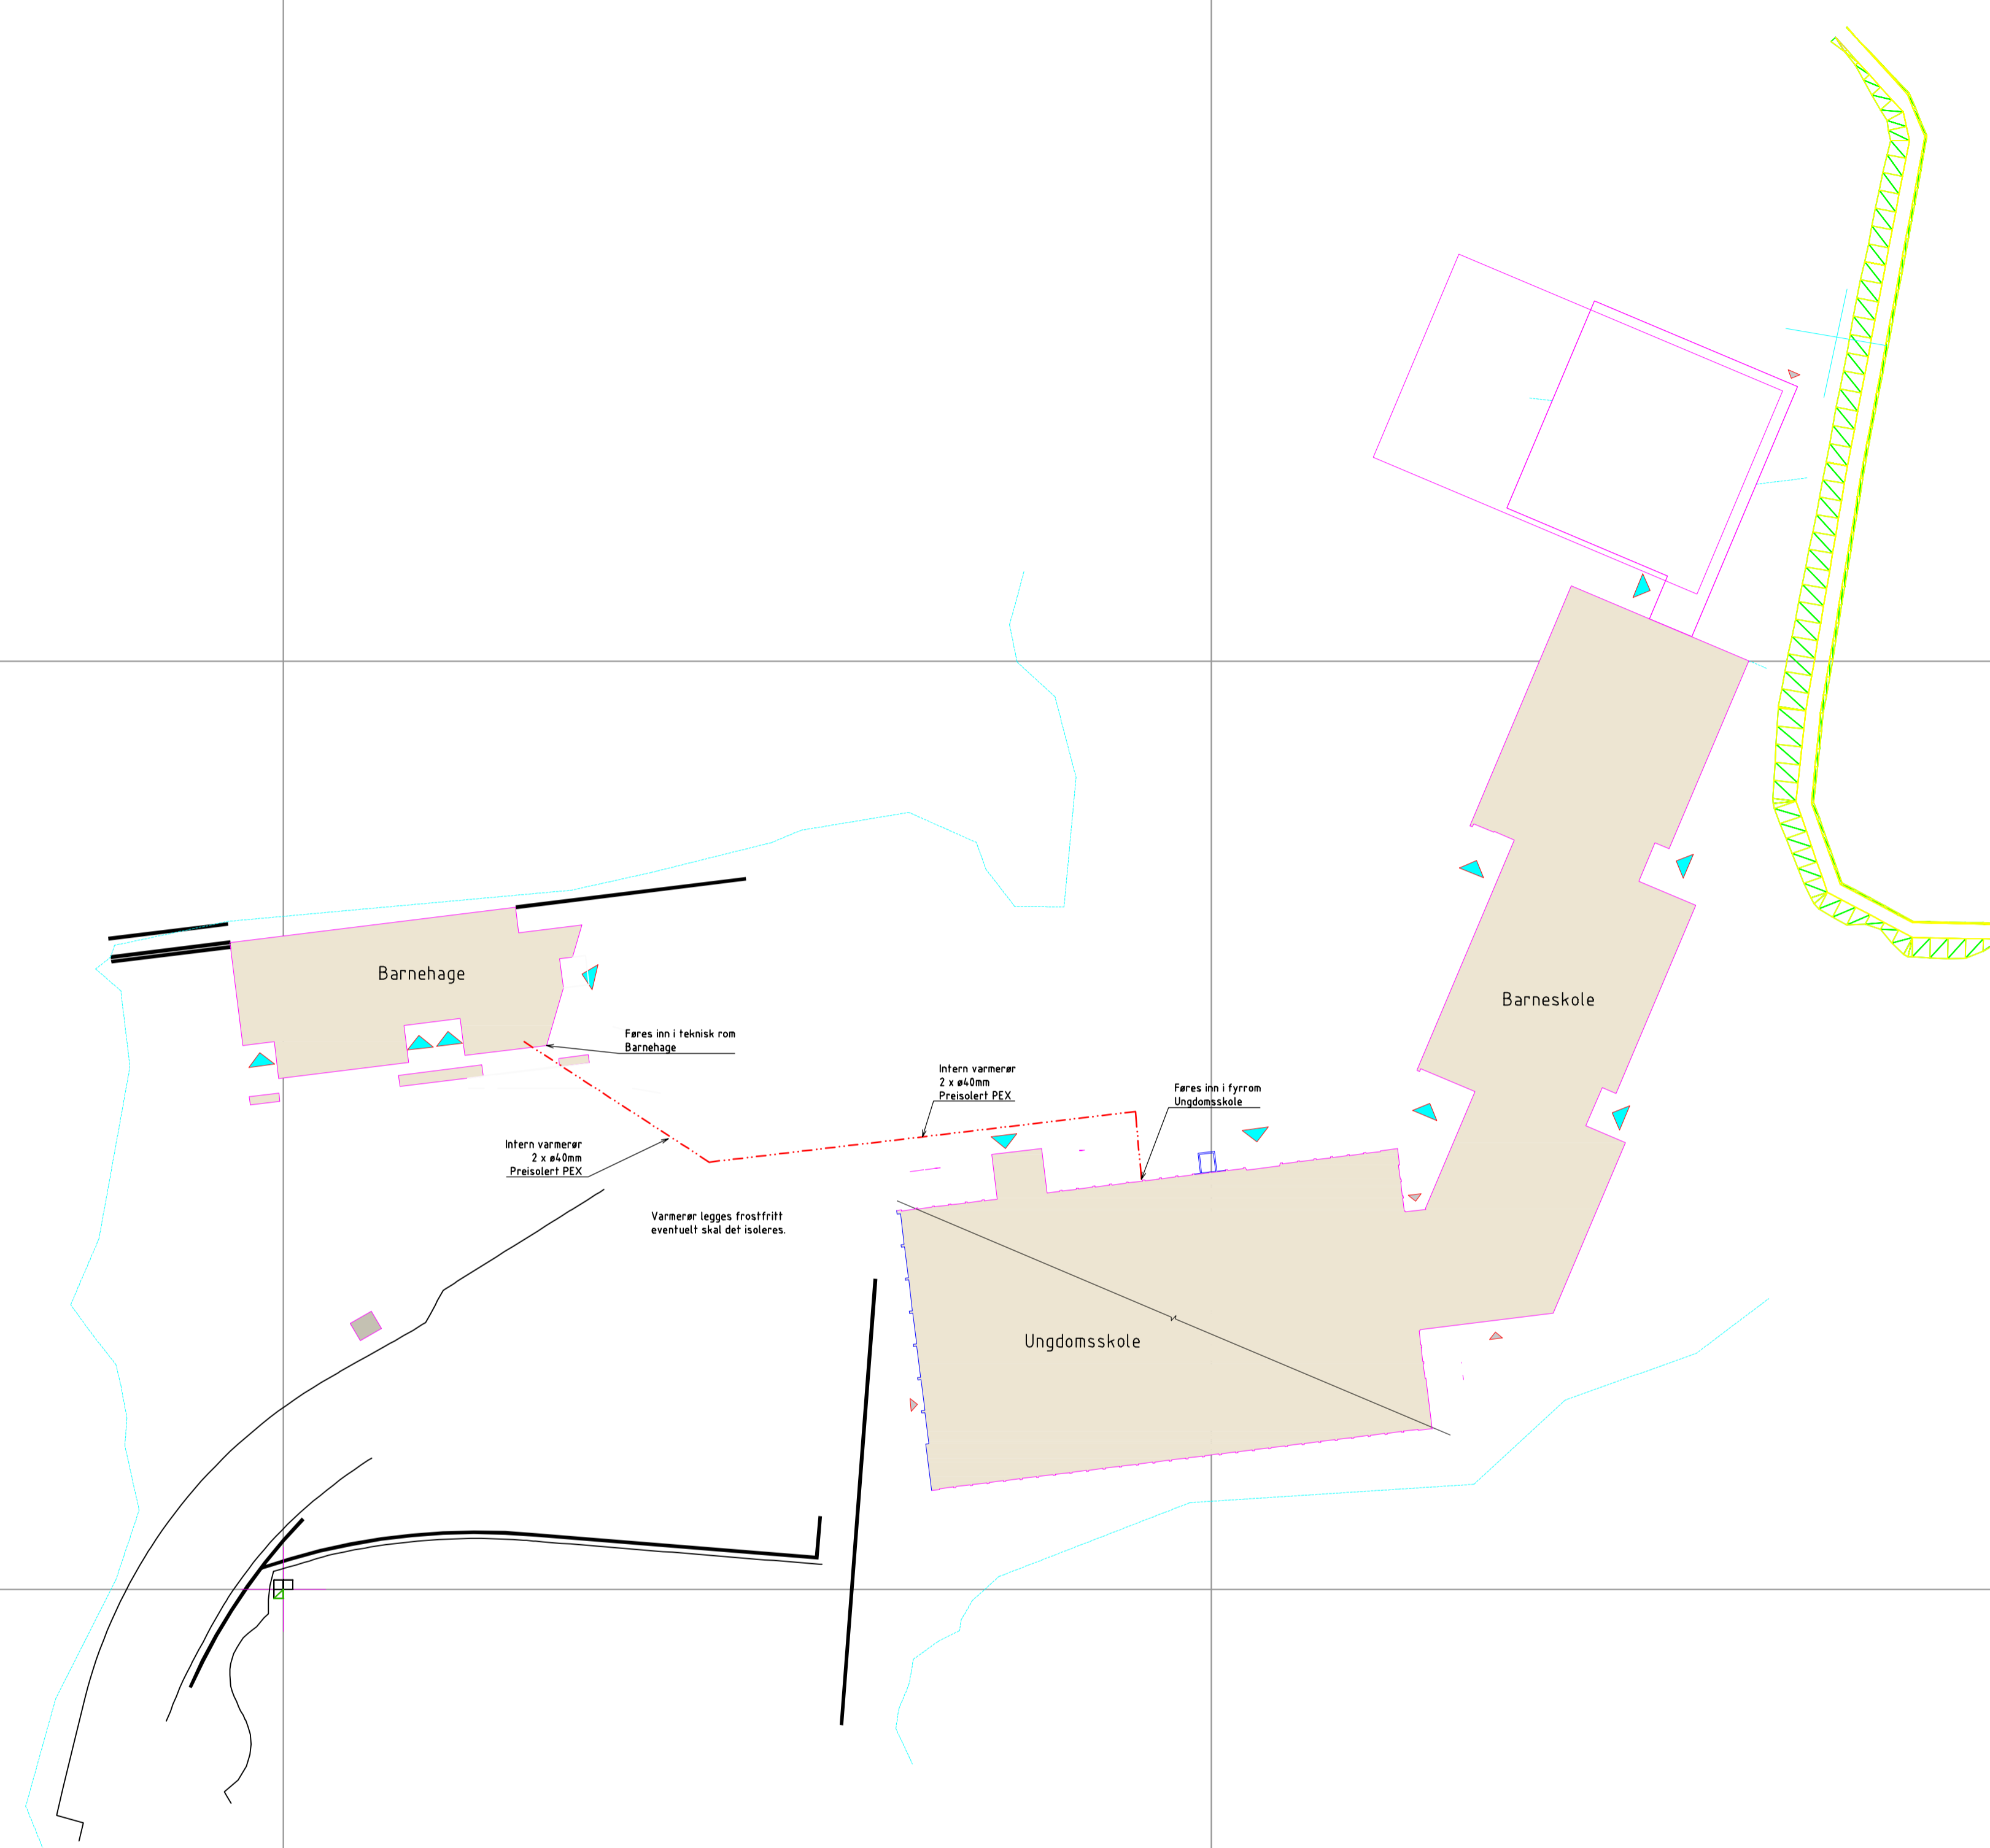 Barnehage
Barneskole
Føres inn i teknisk rom
Barnehage
Intern varmerør
2 x ø40mm
Preisolert PEX
Føres inn i fyrrom
Ungdomsskole
Intern varmerør
2 x ø40mm
Preisolert PEX
Varmerør legges frostfritt
eventuelt skal det isoleres.
Ungdomsskole